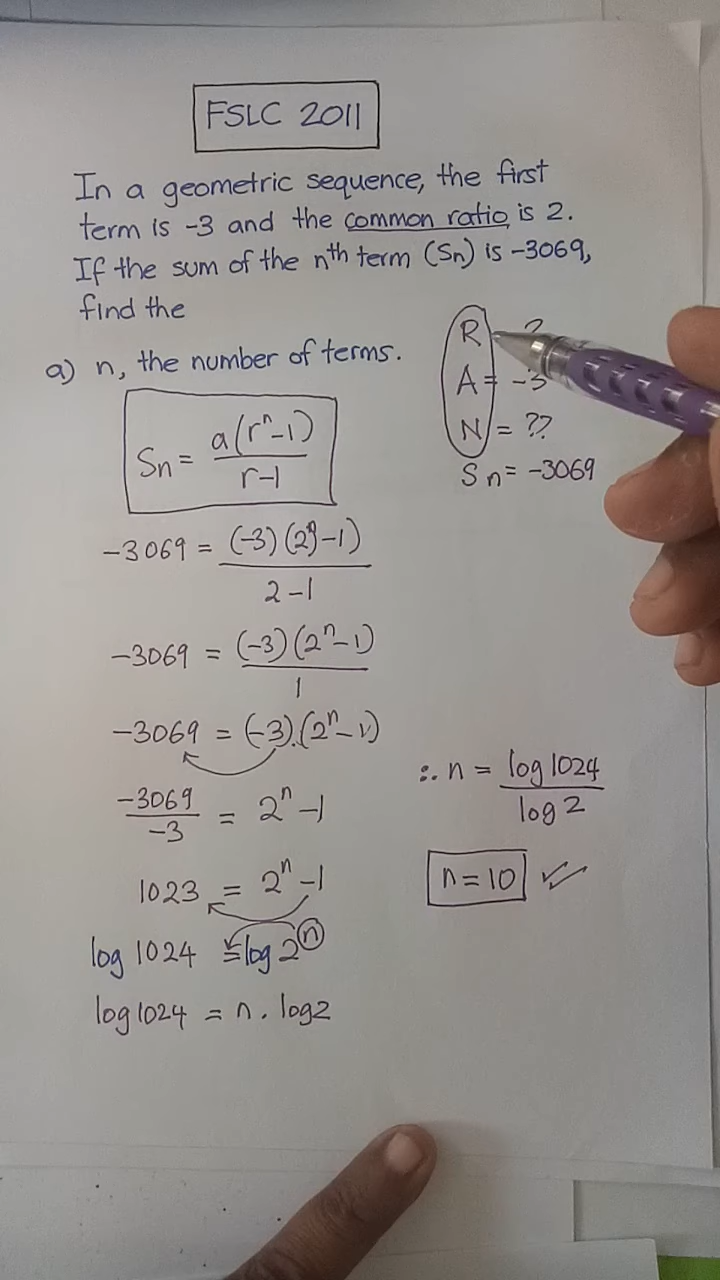 FSLC 2011
In a geometric sequence, the first
term is -3 and the common ratio is 2.
If the sum of the nth term (Sn) is -3069,
find the
a) n, the number of terms.
Sn = a(r^n-1) / r-1
-3069 = (-3)(2^n-1) / 2-1
-3069 = (-3)(2^n-1) / 1
-3069 = (-3).(2^n-1)
-3069 / -3 = 2^n-1
1023 = 2^n-1
log 1024 = log 2^n
log 1024 = n . log2
R
A = -3
N = ??
Sn = -3069
∴ n = log 1024 / log 2
n = 10